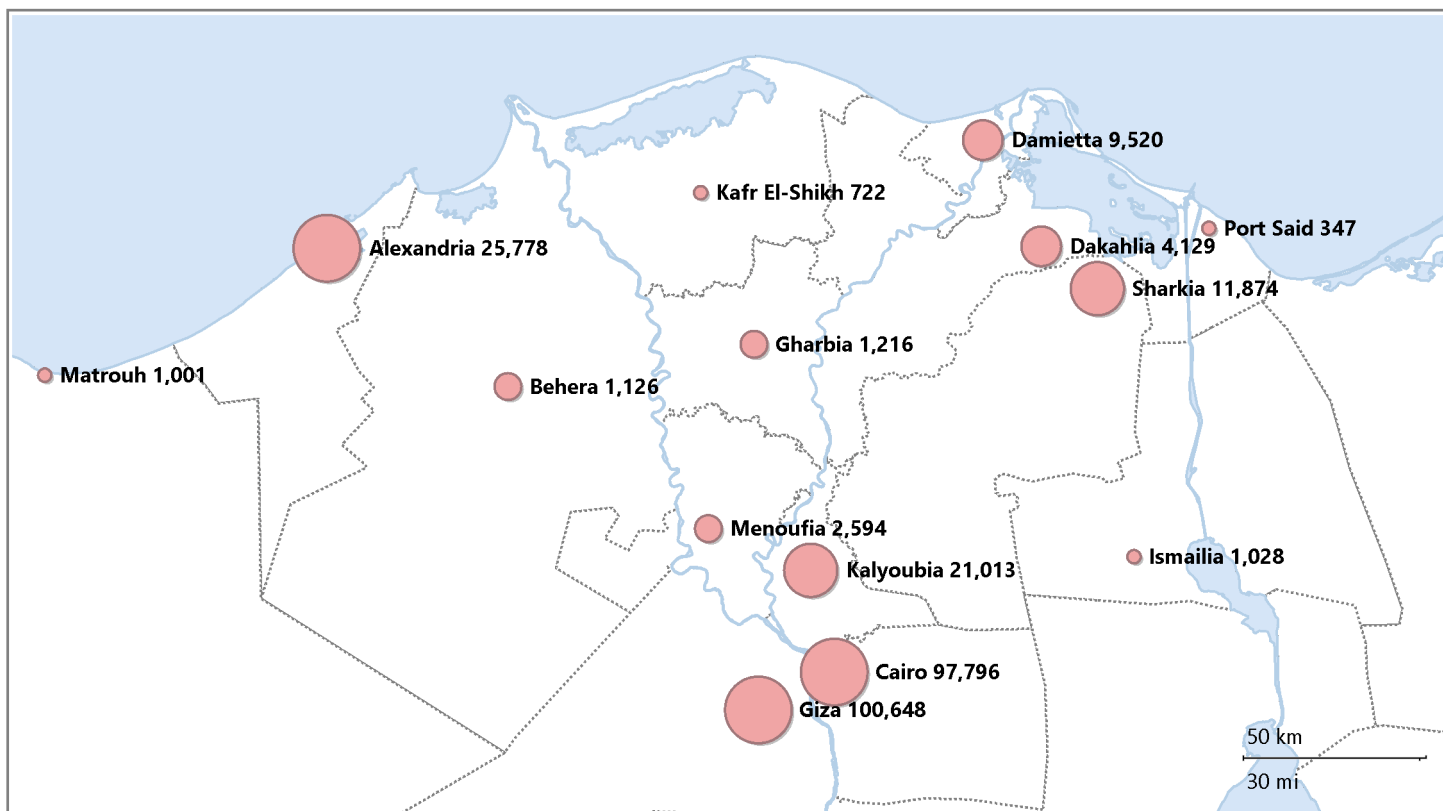 Damietta 9,520
Kafr El-Shikh 722
Port Said 347
Alexandria 25,778
Dakahlia 4,129
Sharkia 11,874
Gharbia 1,216
Matrouh 1,001
Behera 1,126
Menoufia 2,594
Ismailia 1,028
Kalyoubia 21,013
Cairo 97,796
Giza 100,648
50 km
30 mi